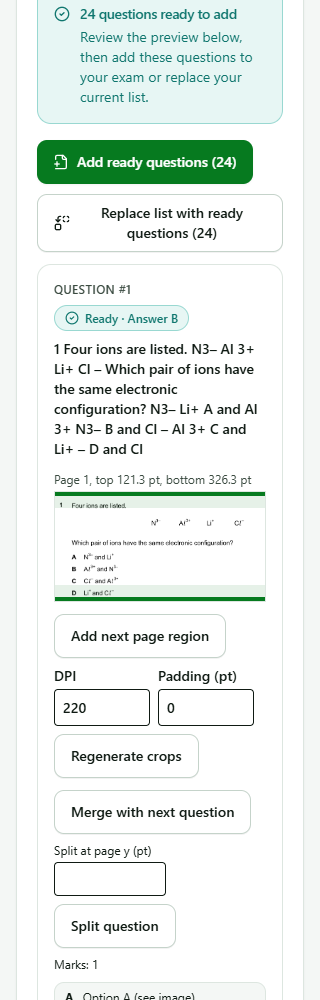 24 questions ready to add
Review the preview below,
then add these questions to
your exam or replace your
current list.
Add ready questions (24)
Replace list with ready
questions (24)
QUESTION #1
Ready · Answer B
1 Four ions are listed. N3– Al 3+
Li+ Cl – Which pair of ions have
the same electronic
configuration? N3– Li+ A and Al
3+ N3– B and Cl – Al 3+ C and
Li+ – D and Cl
Page 1, top 121.3 pt, bottom 326.3 pt
1 Four ions are listed.
N³⁻ Al³⁺ Li⁺ Cl⁻
Which pair of ions have the same electronic configuration?
A N³⁻ and Li⁺
B Al³⁺ and N³⁻
C Cl⁻ and Al³⁺
D Li⁺ and Cl⁻
Add next page region
DPI Padding (pt)
220 0
Regenerate crops
Merge with next question
Split at page y (pt)
Split question
Marks: 1
A Option A (see image)